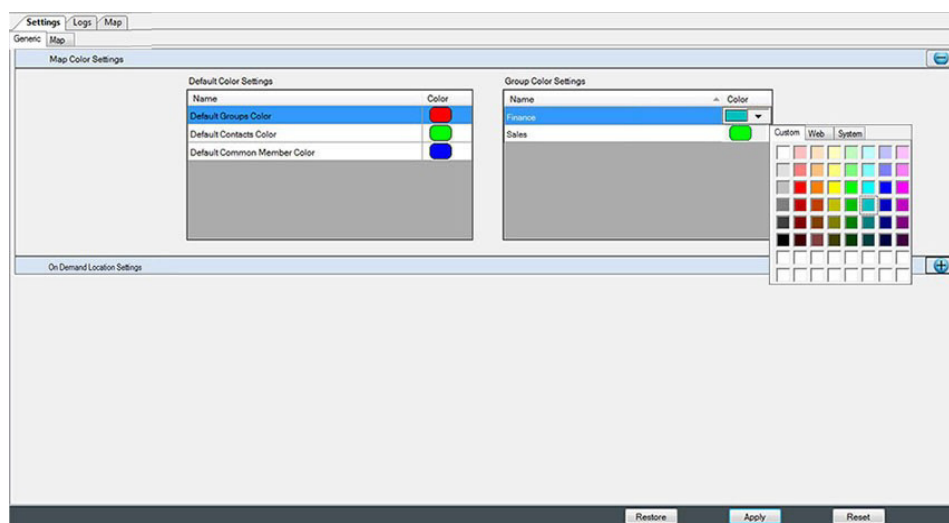 Settings Logs Map
Generic Map
Map Color Settings
Default Color Settings
Name Color
Default Groups Color
Default Contacts Color
Default Common Member Color
Group Color Settings
Name Color
Finance
Sales
Custom Web System
On Demand Location Settings
Restore Apply Reset